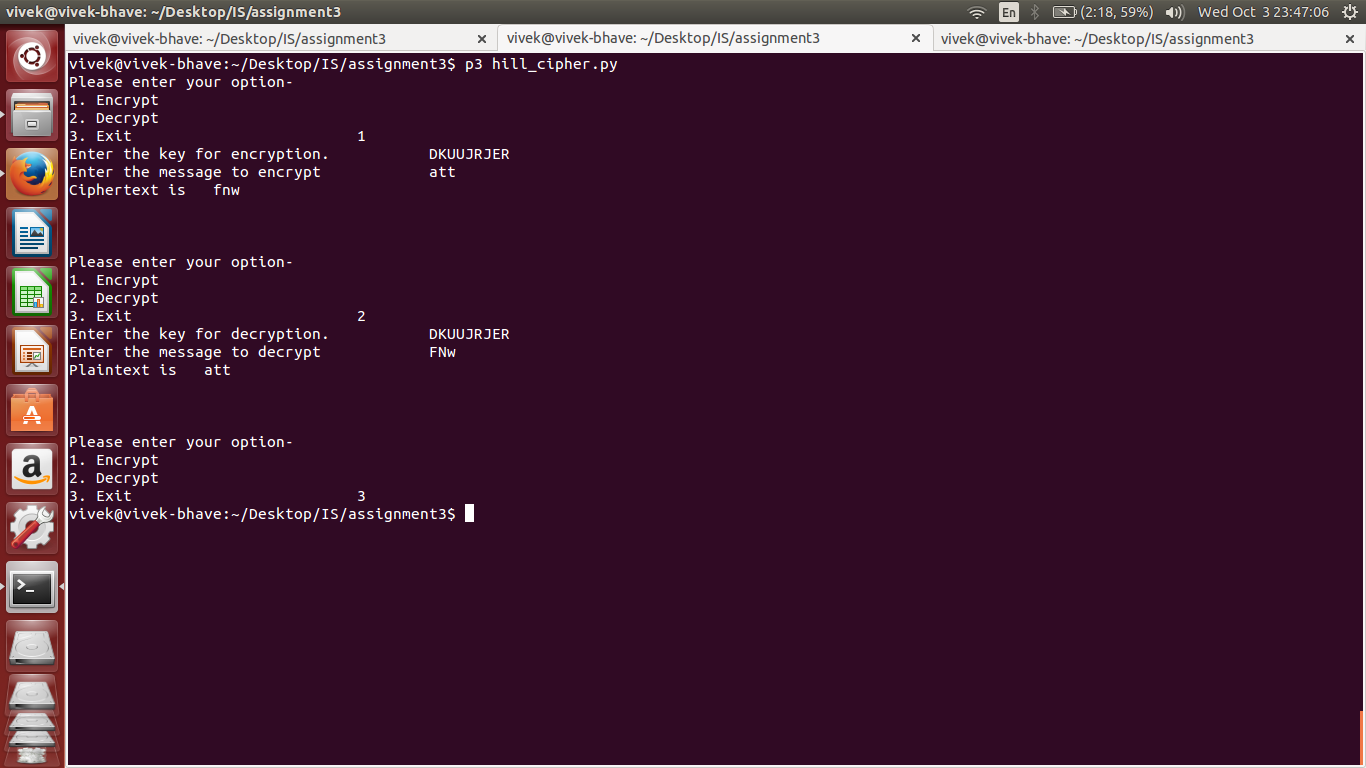 vivek@vivek-bhave: ~/Desktop/IS/assignment3
En
(2:18, 59%)
Wed Oct 3 23:47:06
vivek@vivek-bhave: ~/Desktop/IS/assignment3 × vivek@vivek-bhave: ~/Desktop/IS/assignment3 × vivek@vivek-bhave: ~/Desktop/IS/assignment3 ×
vivek@vivek-bhave:~/Desktop/IS/assignment3$ p3 hill_cipher.py
Please enter your option-
1. Encrypt
2. Decrypt
3. Exit 1
Enter the key for encryption. DKUUJRJER
Enter the message to encrypt att
Ciphertext is fnw
Please enter your option-
1. Encrypt
2. Decrypt
3. Exit 2
Enter the key for decryption. DKUUJRJER
Enter the message to decrypt FNw
Plaintext is att
Please enter your option-
1. Encrypt
2. Decrypt
3. Exit 3
vivek@vivek-bhave:~/Desktop/IS/assignment3$